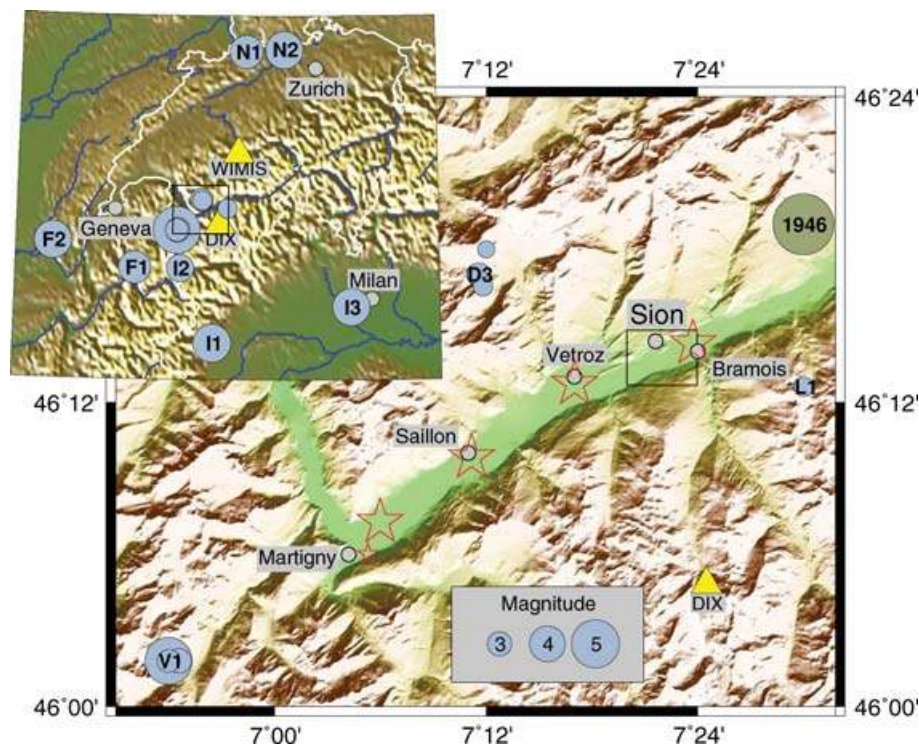 N1 N2
Zurich
WIMIS
Geneva
DIX
F2
F1 I2
Milan
I3
I1
7°12' 7°24'
46°24'
1946
D3
Sion
Vetroz
Bramois
L1
46°12' 46°12'
Saillon
Martigny
DIX
Magnitude
3 4 5
V1
46°00' 46°00'
7°00' 7°12' 7°24'